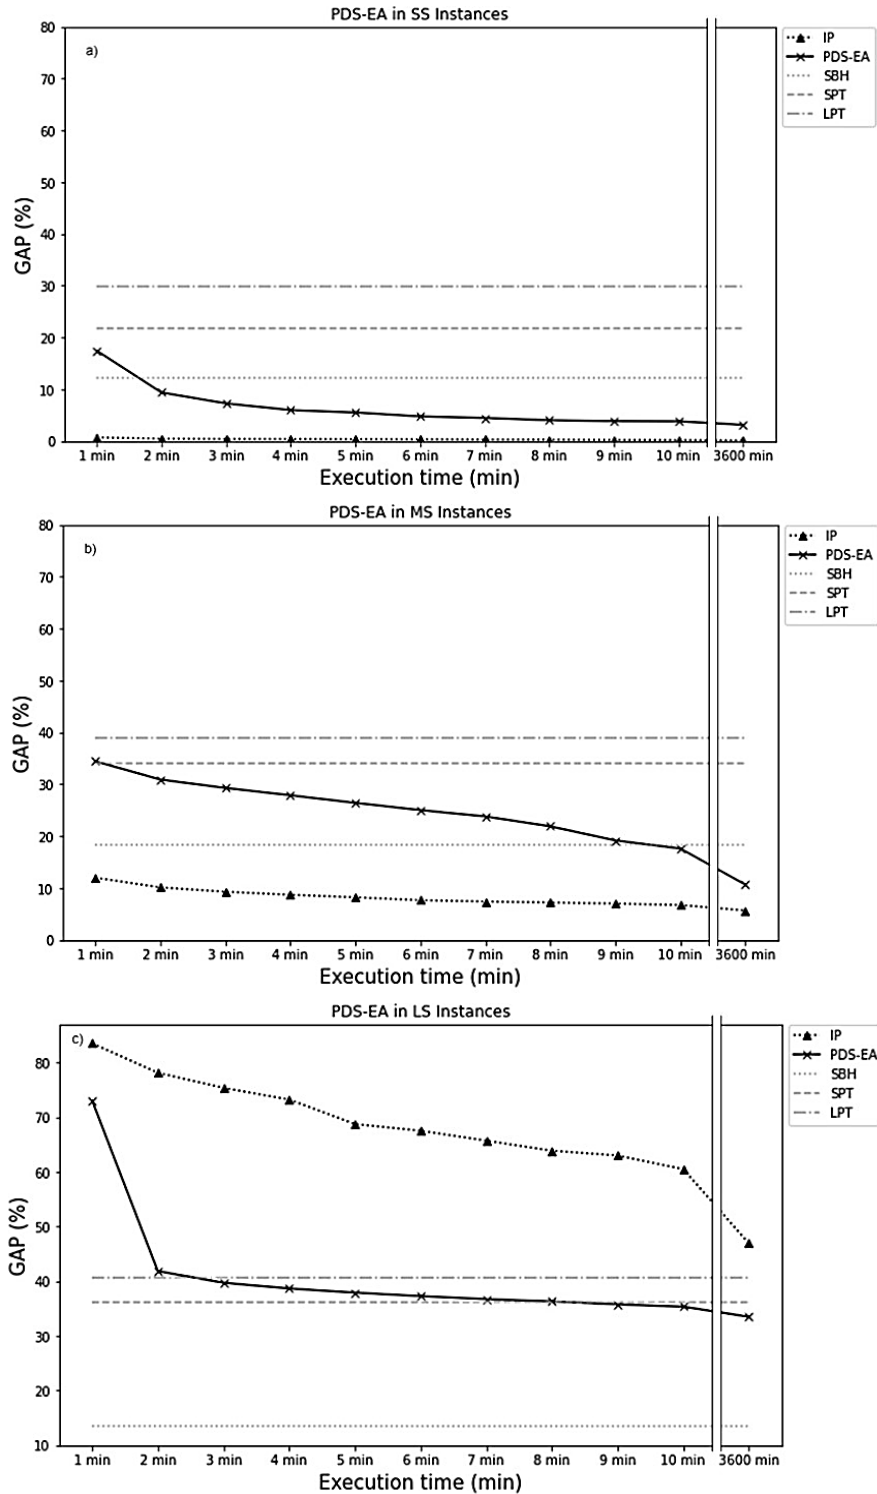 PDS-EA in SS Instances
a)
80
70
60
50
40
30
20
10
0
GAP (%)
1 min 2 min 3 min 4 min 5 min 6 min 7 min 8 min 9 min 10 min 3600 min
Execution time (min)
IP
PDS-EA
SBH
SPT
LPT
PDS-EA in MS Instances
b)
80
70
60
50
40
30
20
10
0
GAP (%)
1 min 2 min 3 min 4 min 5 min 6 min 7 min 8 min 9 min 10 min 3600 min
Execution time (min)
IP
PDS-EA
SBH
SPT
LPT
PDS-EA in LS Instances
c)
80
70
60
50
40
30
20
10
GAP (%)
1 min 2 min 3 min 4 min 5 min 6 min 7 min 8 min 9 min 10 min 3600 min
Execution time (min)
IP
PDS-EA
SBH
SPT
LPT